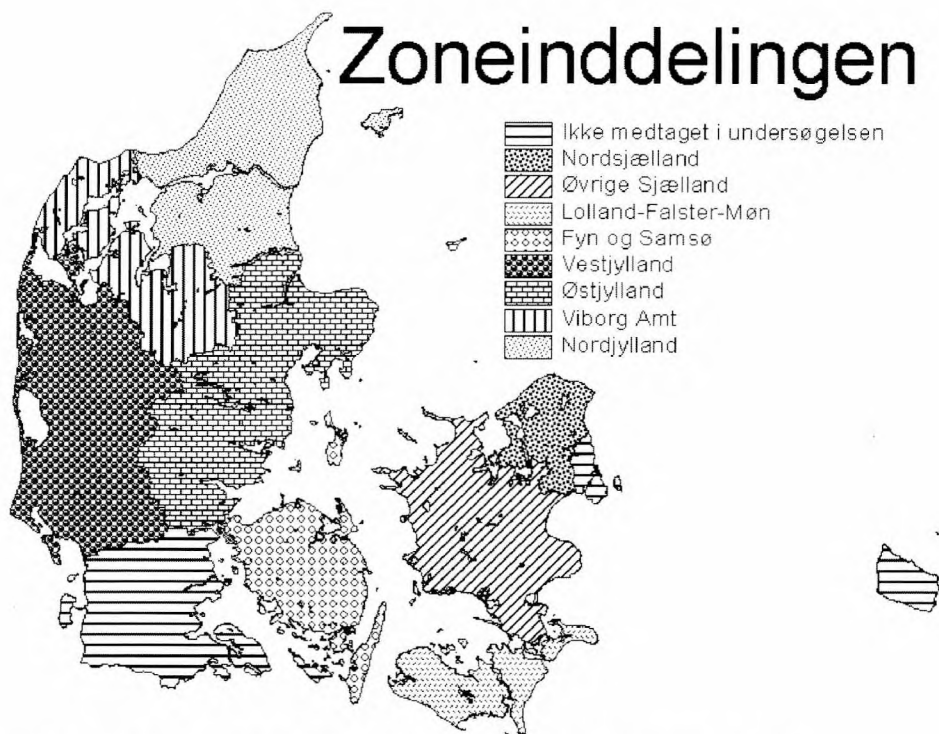 Zoneinddelingen
Ikke medtaget i undersøgelsen
Nordsjælland
Øvrige Sjælland
Lolland-Falster-Møn
Fyn og Samsø
Vestjylland
Østjylland
Viborg Amt
Nordjylland